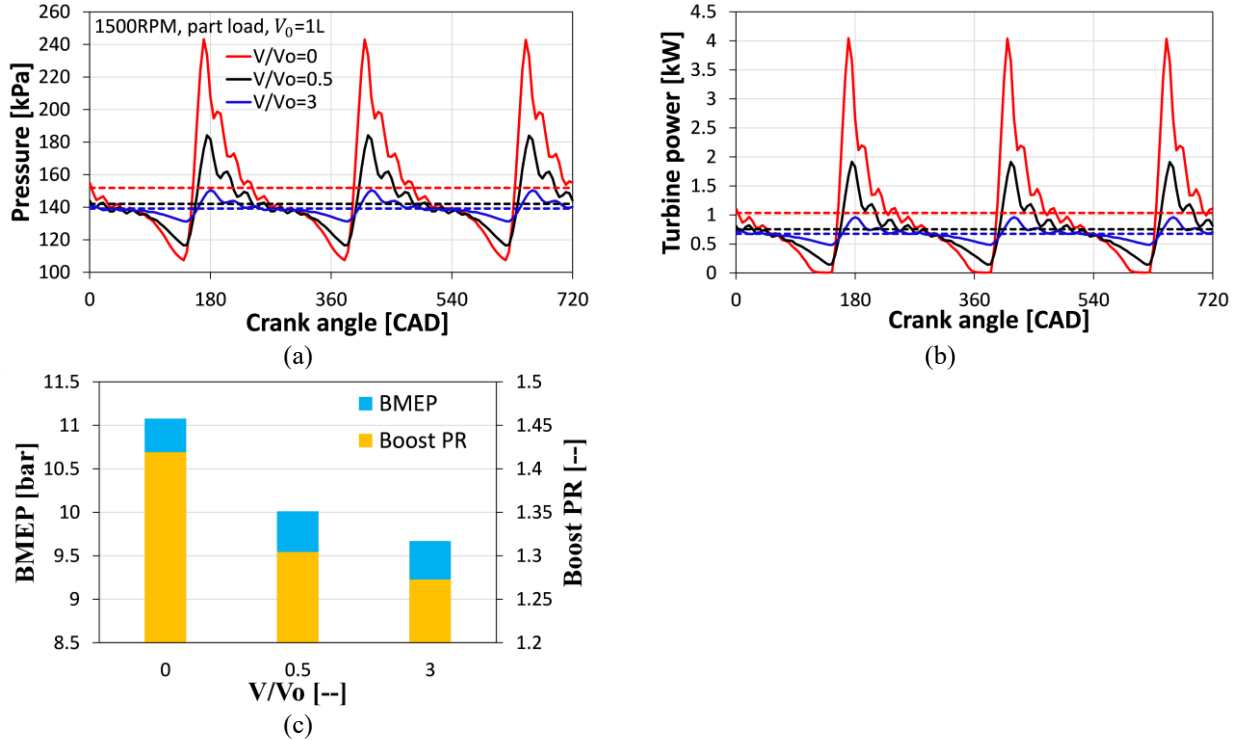 1500RPM, part load, V₀=1L
V/Vo=0
V/Vo=0.5
V/Vo=3
Pressure [kPa]
260
240
220
200
180
160
140
120
100
0 180 360 540 720
Crank angle [CAD]
(a)
Turbine power [kW]
4.5
4
3.5
3
2.5
2
1.5
1
0.5
0
0 180 360 540 720
Crank angle [CAD]
(b)
BMEP [bar]
11.5
11
10.5
10
9.5
9
8.5
BMEP
Boost PR
1.5
1.45
1.4
1.35
1.3
1.25
1.2
Boost PR [--]
0 0.5 3
V/Vo [--]
(c)